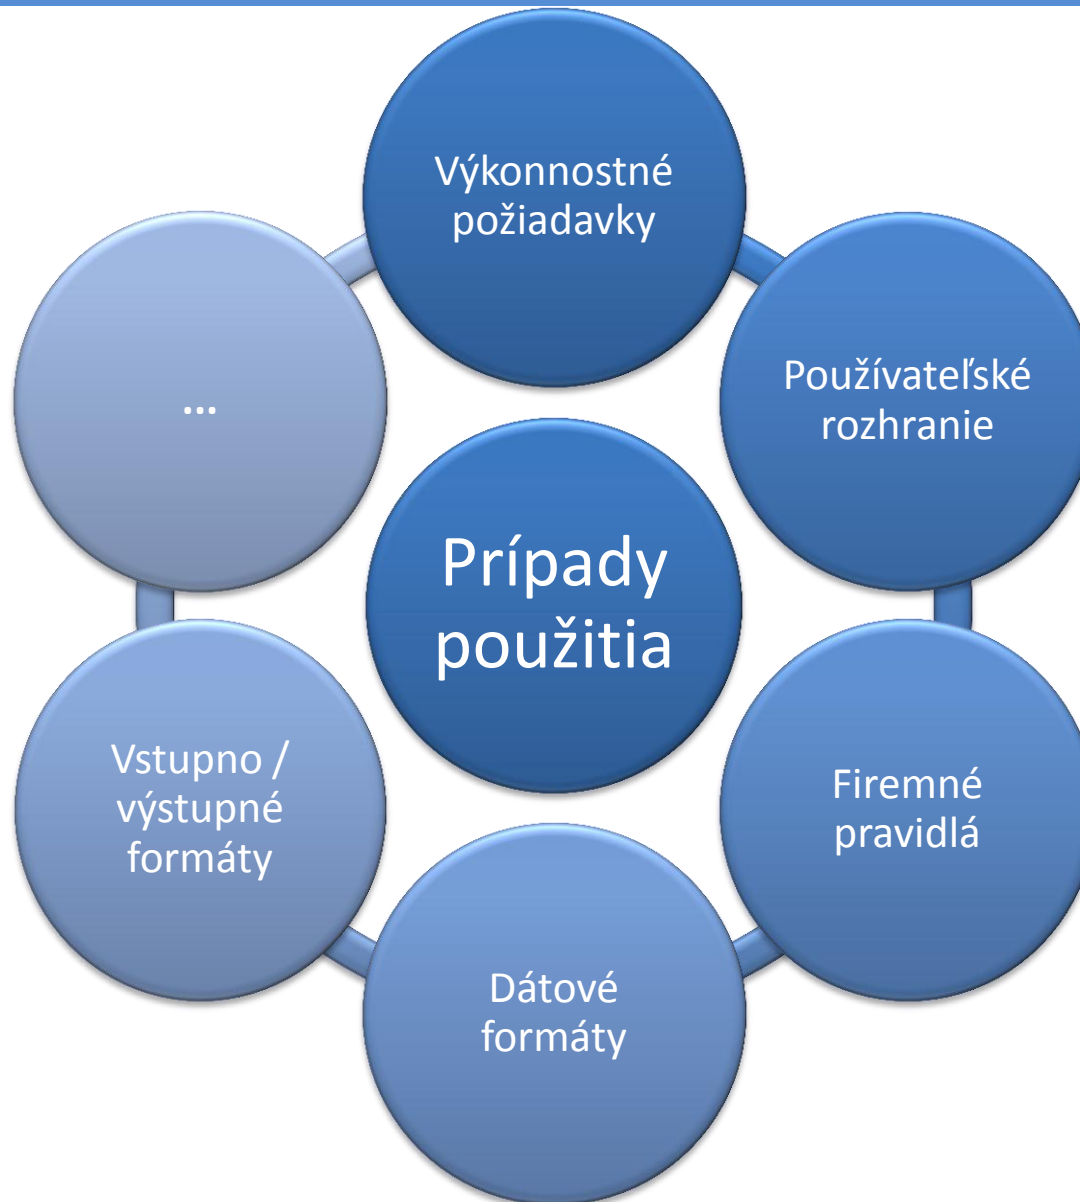 Výkonnostné
požiadavky
Používateľské
rozhranie
...
Prípady
použitia
Firemné
pravidlá
Vstupno /
výstupné
formáty
Dátové
formáty